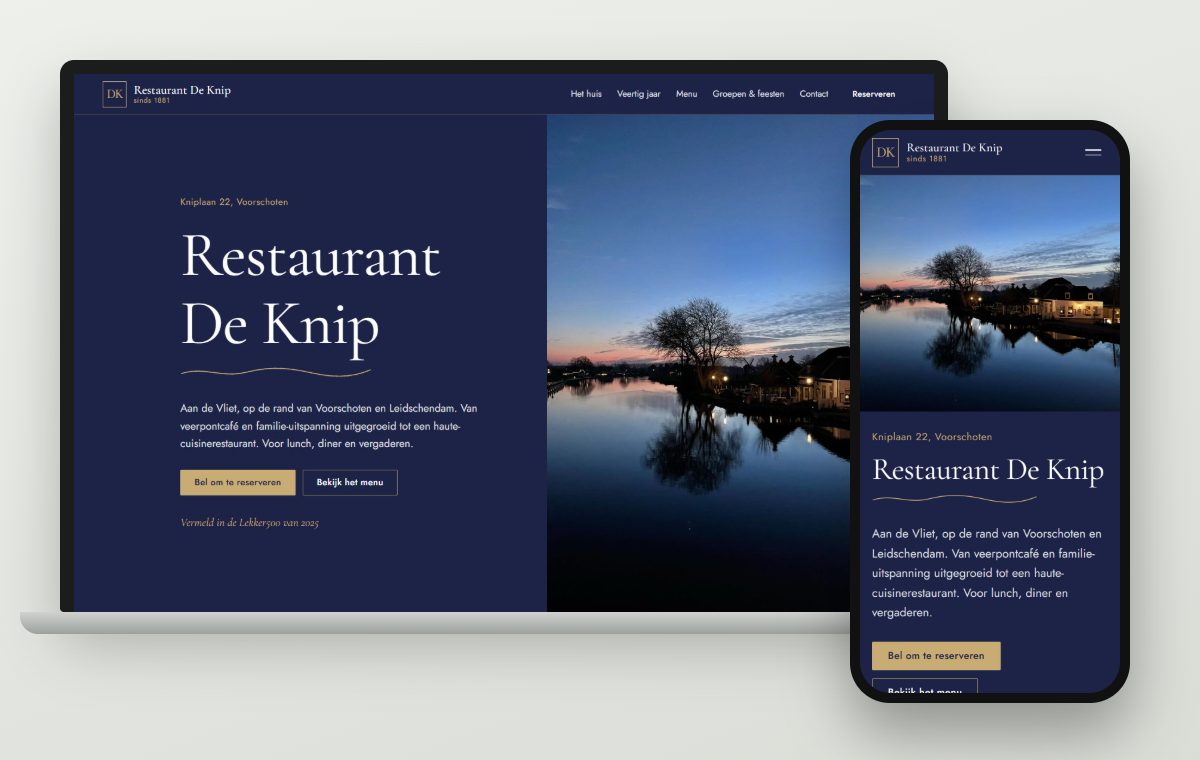 DK
Restaurant De Knip
sinds 1881
Het huis
Veertig jaar
Menu
Groepen & feesten
Contact
Reserveren
Kniplaan 22, Voorschoten
Restaurant
De Knip
Aan de Vliet, op de rand van Voorschoten en Leidschendam. Van
veerpontcafé en familie-uitspanning uitgegroeid tot een haute-
cuisinerestaurant. Voor lunch, diner en vergaderen.
Bel om te reserveren
Bekijk het menu
Vermeld in de Lekker500 van 2025
DK
Restaurant De Knip
sinds 1881
Kniplaan 22, Voorschoten
Restaurant De Knip
Aan de Vliet, op de rand van Voorschoten en
Leidschendam. Van veerpontcafé en familie-
uitspanning uitgegroeid tot een haute-
cuisinerestaurant. Voor lunch, diner en
vergaderen.
Bel om te reserveren
Bekijk het menu